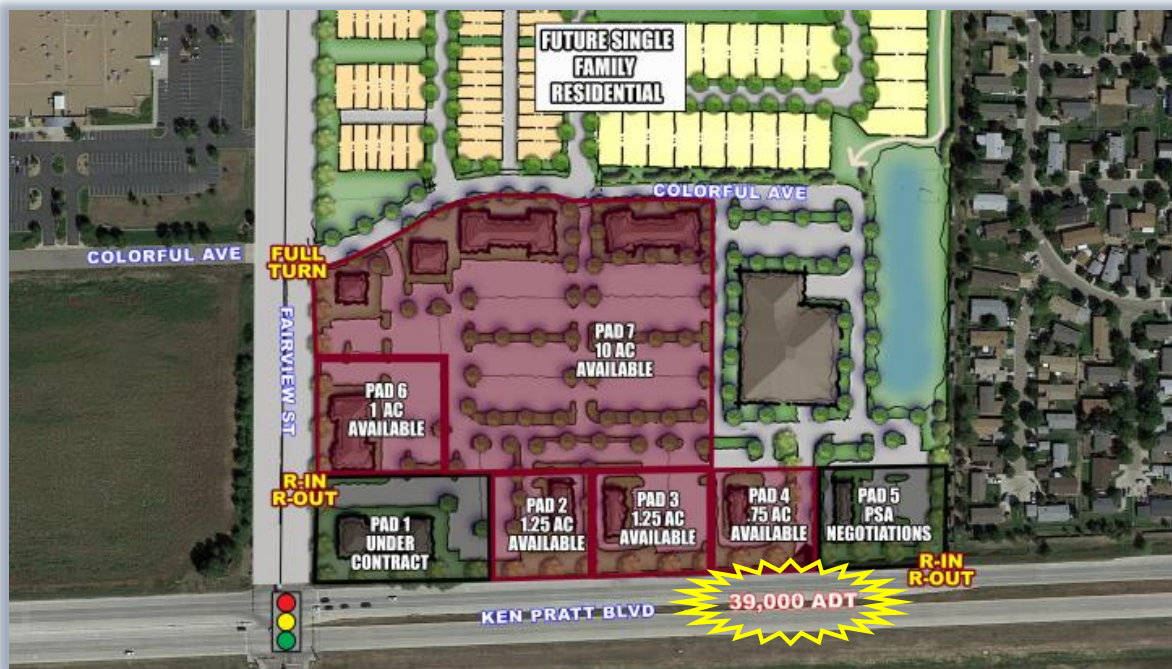 FUTURE SINGLE
FAMILY
RESIDENTIAL
COLORFUL AVE
COLORFUL AVE
FULL
TURN
FAIRVIEW ST
PAD 7
10 AC
AVAILABLE
PAD 6
1 AC
AVAILABLE
R-IN
R-OUT
PAD 1
UNDER
CONTRACT
PAD 2
1.25 AC
AVAILABLE
PAD 3
1.25 AC
AVAILABLE
PAD 4
.75 AC
AVAILABLE
PAD 5
PSA
NEGOTIATIONS
R-IN
R-OUT
KEN PRATT BLVD
39,000 ADT